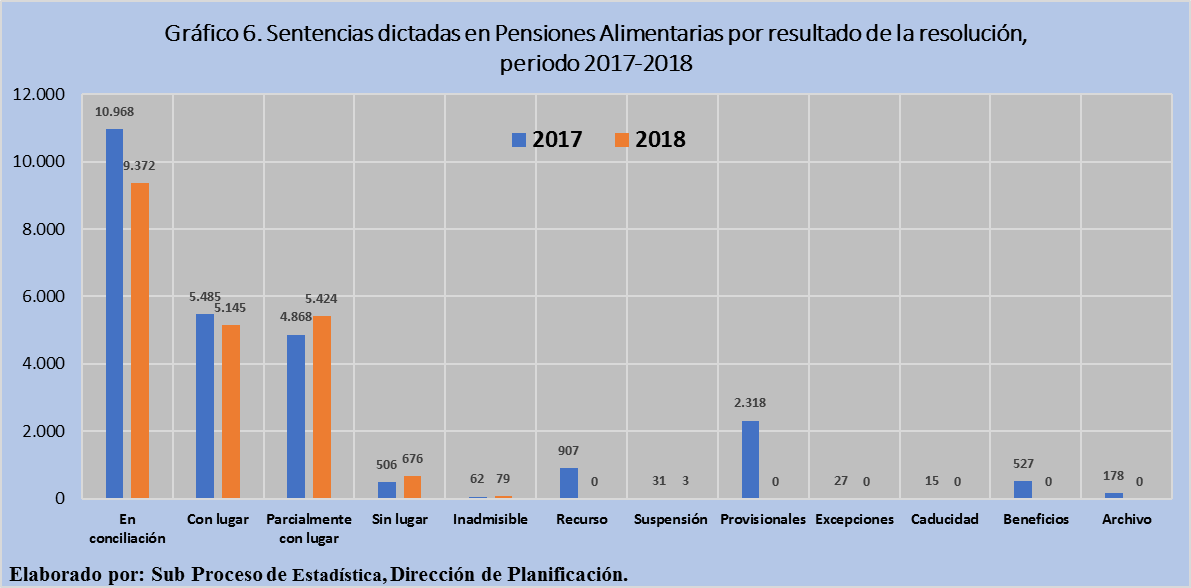 Gráfico 6. Sentencias dictadas en Pensiones Alimentarias por resultado de la resolución,
periodo 2017-2018
12.000
10.000
8.000
6.000
4.000
2.000
0
2017 2018
10.968 9.372
5.485 5.145
4.868 5.424
506 676
62 79
907 0
31 3
2.318 0
27 0
15 0
527 0
178 0
En
conciliación
Con lugar
Parcialmente
con lugar
Sin lugar
Inadmisible
Recurso
Suspensión
Provisionales
Excepciones
Caducidad
Beneficios
Archivo
Elaborado por: Sub Proceso de Estadística, Dirección de Planificación.